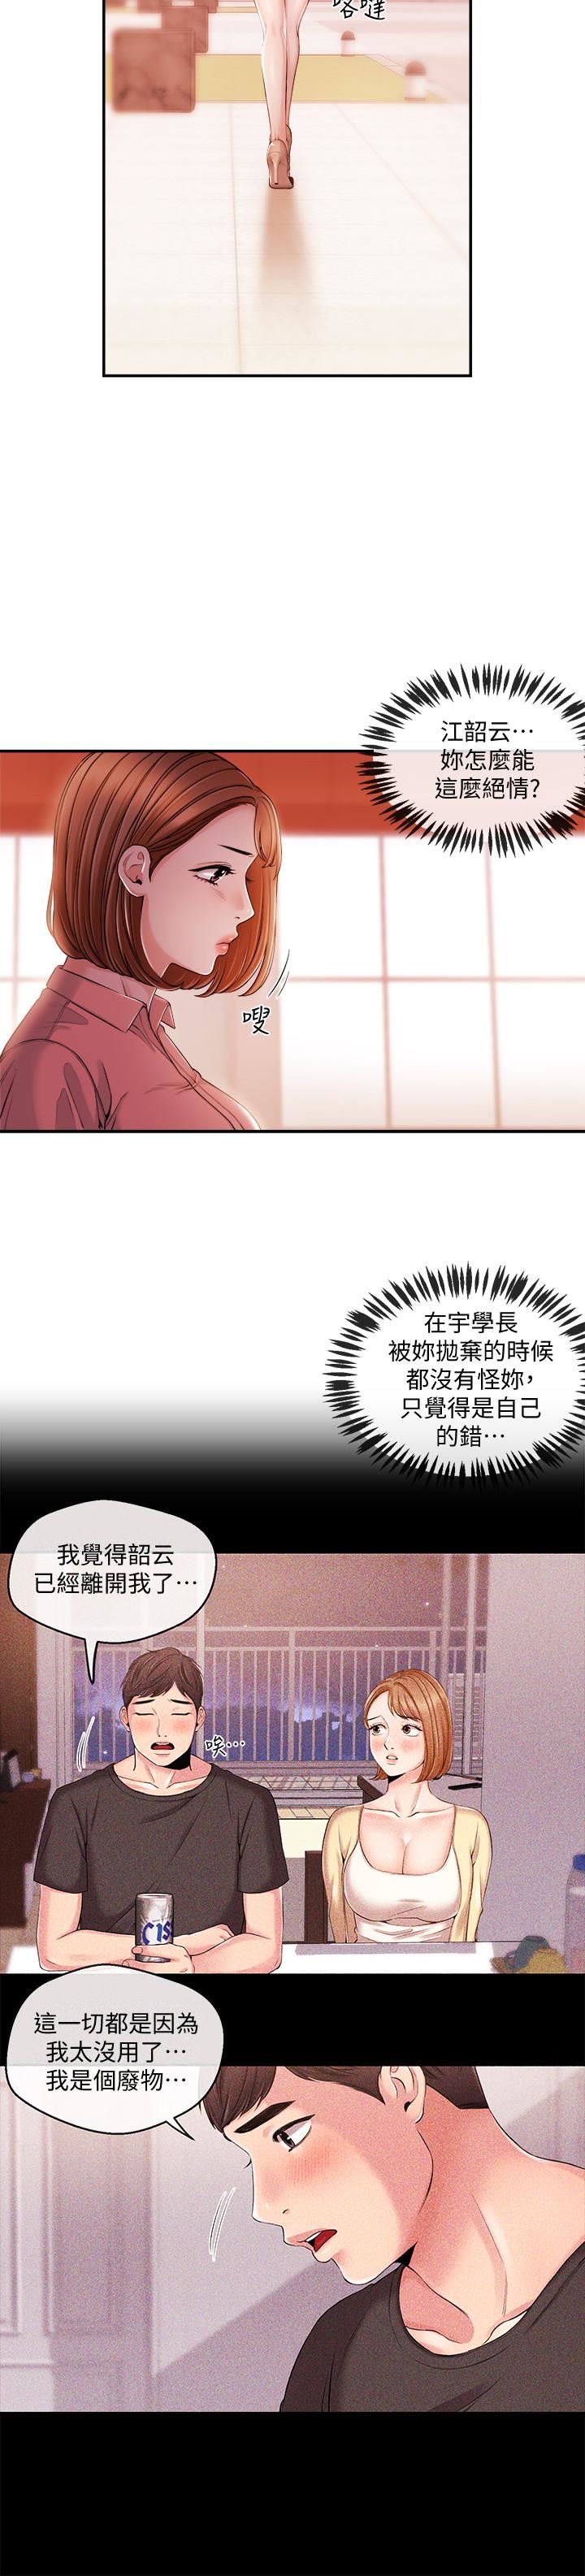 喀噠
江韶云…
妳怎麼能
這麼絕情?
嗖
在宇學長
被妳拋棄的時候
都沒有怪妳,
只覺得是自己
的錯…
我覺得韶云
已經離開我了…
唉…
這一切都是因為
我太沒用了…
我是個廢物…